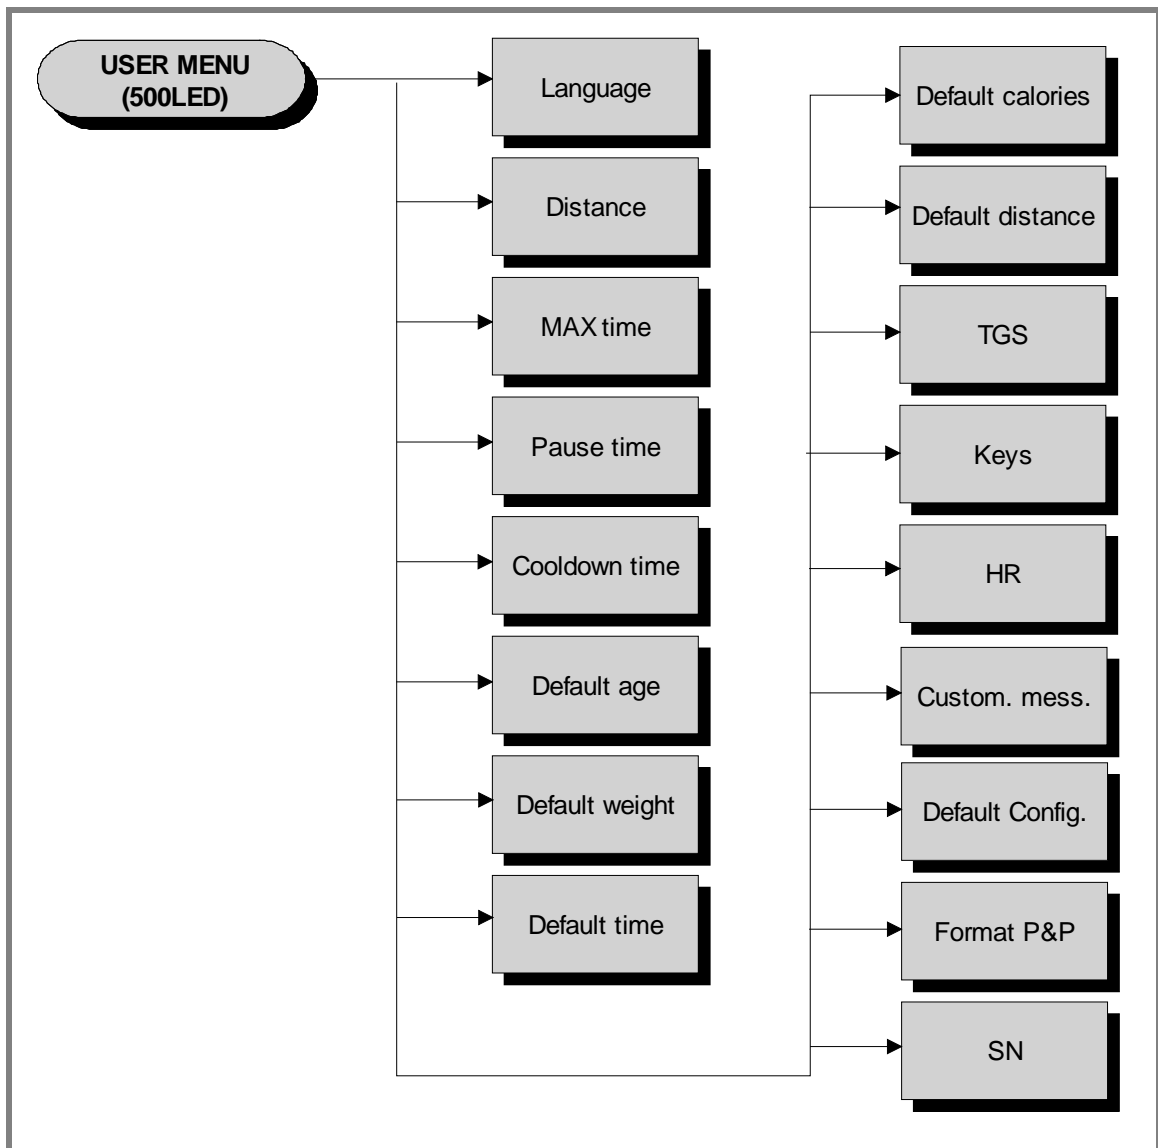 USER MENU
(500LED)
Language
Distance
MAX time
Pause time
Cooldown time
Default age
Default weight
Default time
Default calories
Default distance
TGS
Keys
HR
Custom. mess.
Default Config.
Format P&P
SN